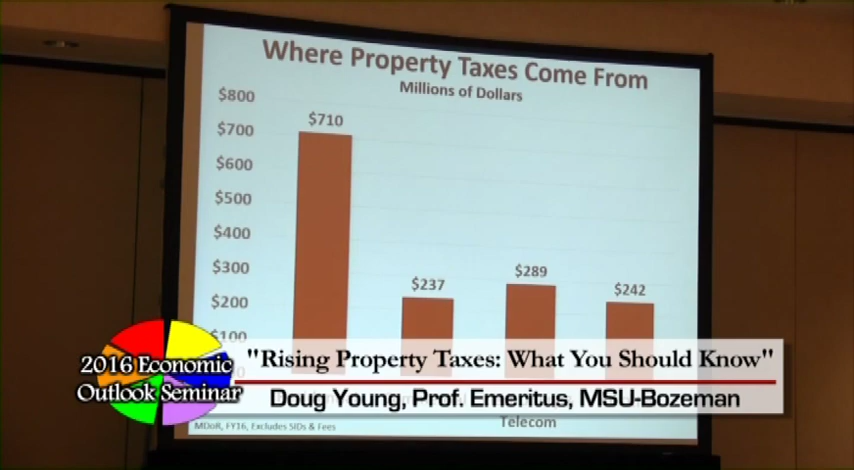 Where Property Taxes Come From
Millions of Dollars
$800
$700
$600
$500
$400
$300
$200
$100
$710
$237
$289
$242
2016 Economic
Outlook Seminar
"Rising Property Taxes: What You Should Know"
Doug Young, Prof. Emeritus, MSU-Bozeman
Telecom
MDoR, FY16, Excludes SIDs & Fees